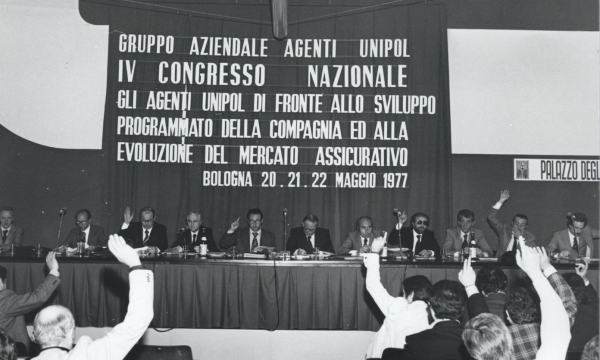 GRUPPO AZIENDALE AGENTI UNIPOL
IV CONGRESSO NAZIONALE
GLI AGENTI UNIPOL DI FRONTE ALLO SVILUPPO
PROGRAMMATO DELLA COMPAGNIA ED ALLA
EVOLUZIONE DEL MERCATO ASSICURATIVO
BOLOGNA 20.21.22 MAGGIO 1977
PALAZZO DEGL